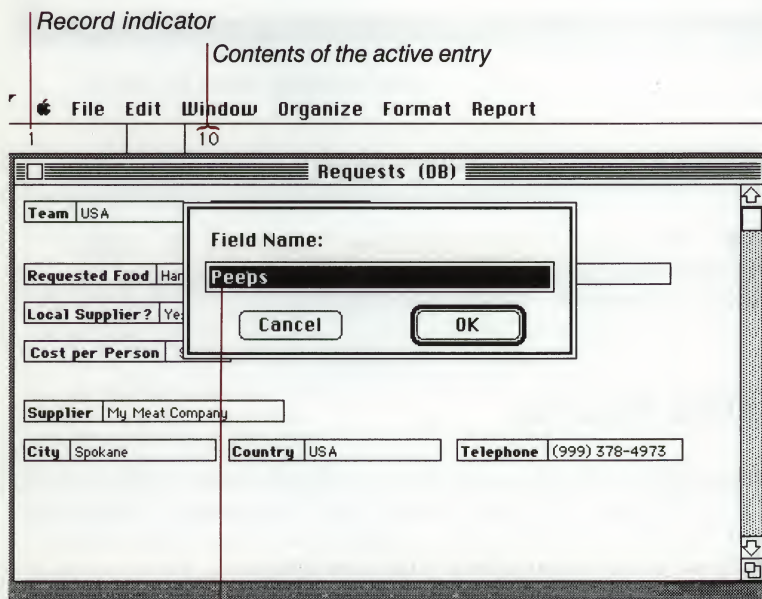 Record indicator
Contents of the active entry
File Edit Window Organize Format Report
1 10
Requests (DB)
Team USA
Field Name:
Requested Food Har
Peeps
Local Supplier? Ye
Cancel OK
Cost per Person
Supplier My Meat Company
City Spokane Country USA Telephone (999) 378-4973